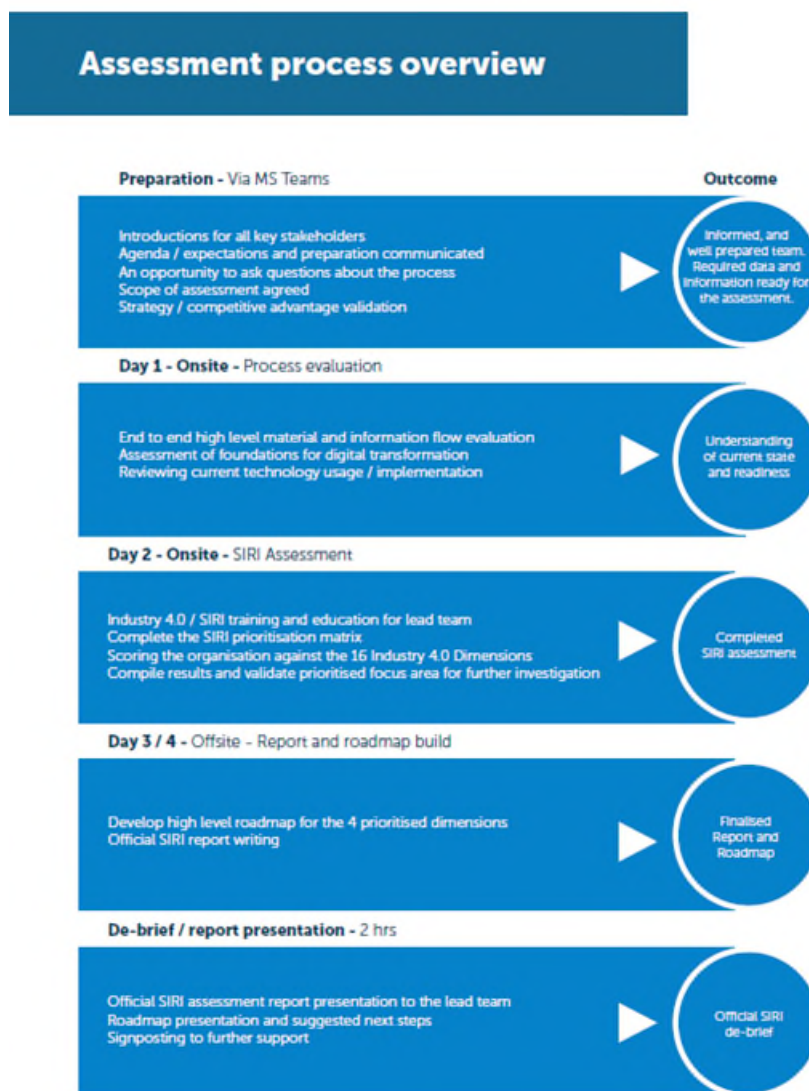 Assessment process overview
Preparation - Via MS Teams
Outcome
Introductions for all key stakeholders
Agenda / expectations and preparation communicated
An opportunity to ask questions about the process
Scope of assessment agreed
Strategy / competitive advantage validation
Informed, and
well prepared team.
Required data and
Information ready for
the assessment.
Day 1 - Onsite - Process evaluation
End to end high level material and information flow evaluation
Assessment of foundations for digital transformation
Reviewing current technology usage / implementation
Understanding
of current state
and readiness
Day 2 - Onsite - SIRI Assessment
Industry 4.0 / SIRI training and education for lead team
Complete the SIRI prioritisation matrix
Scoring the organisation against the 16 Industry 4.0 Dimensions
Compile results and validate prioritised focus area for further investigation
Completed
SIRI assessment
Day 3 / 4 - Offsite - Report and roadmap build
Develop high level roadmap for the 4 prioritised dimensions
Official SIRI report writing
Finalised
Report and
Roadmap
De-brief / report presentation - 2 hrs
Official SIRI assessment report presentation to the lead team
Roadmap presentation and suggested next steps
Signposting to further support
Official SIRI
de-brief